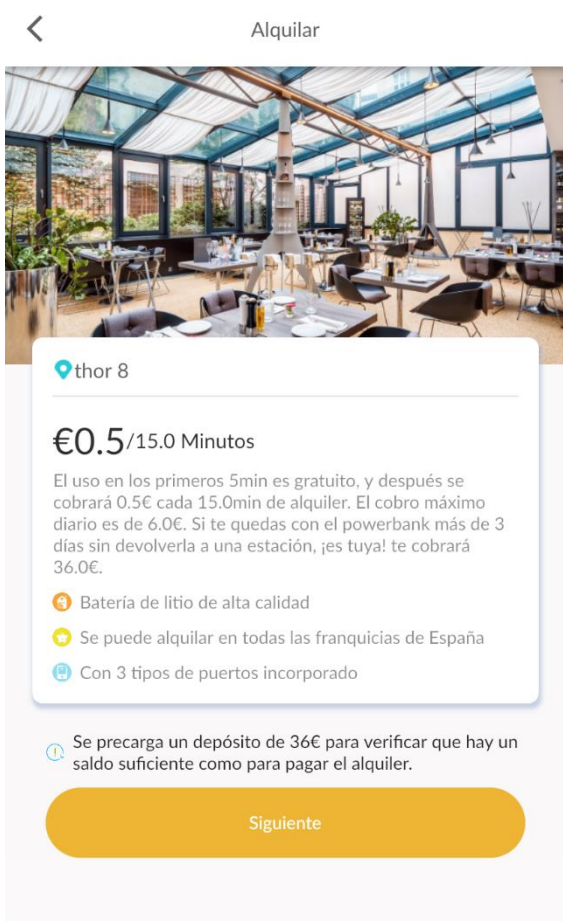 Alquilar
thor 8
€0.5/15.0 Minutos
El uso en los primeros 5min es gratuito, y después se
cobrará 0.5€ cada 15.0min de alquiler. El cobro máximo
diario es de 6.0€. Si te quedas con el powerbank más de 3
días sin devolverla a una estación, ¡es tuya! te cobrará
36.0€.
Batería de litio de alta calidad
Se puede alquilar en todas las franquicias de España
Con 3 tipos de puertos incorporado
Se precarga un depósito de 36€ para verificar que hay un
saldo suficiente como para pagar el alquiler.
Siguiente